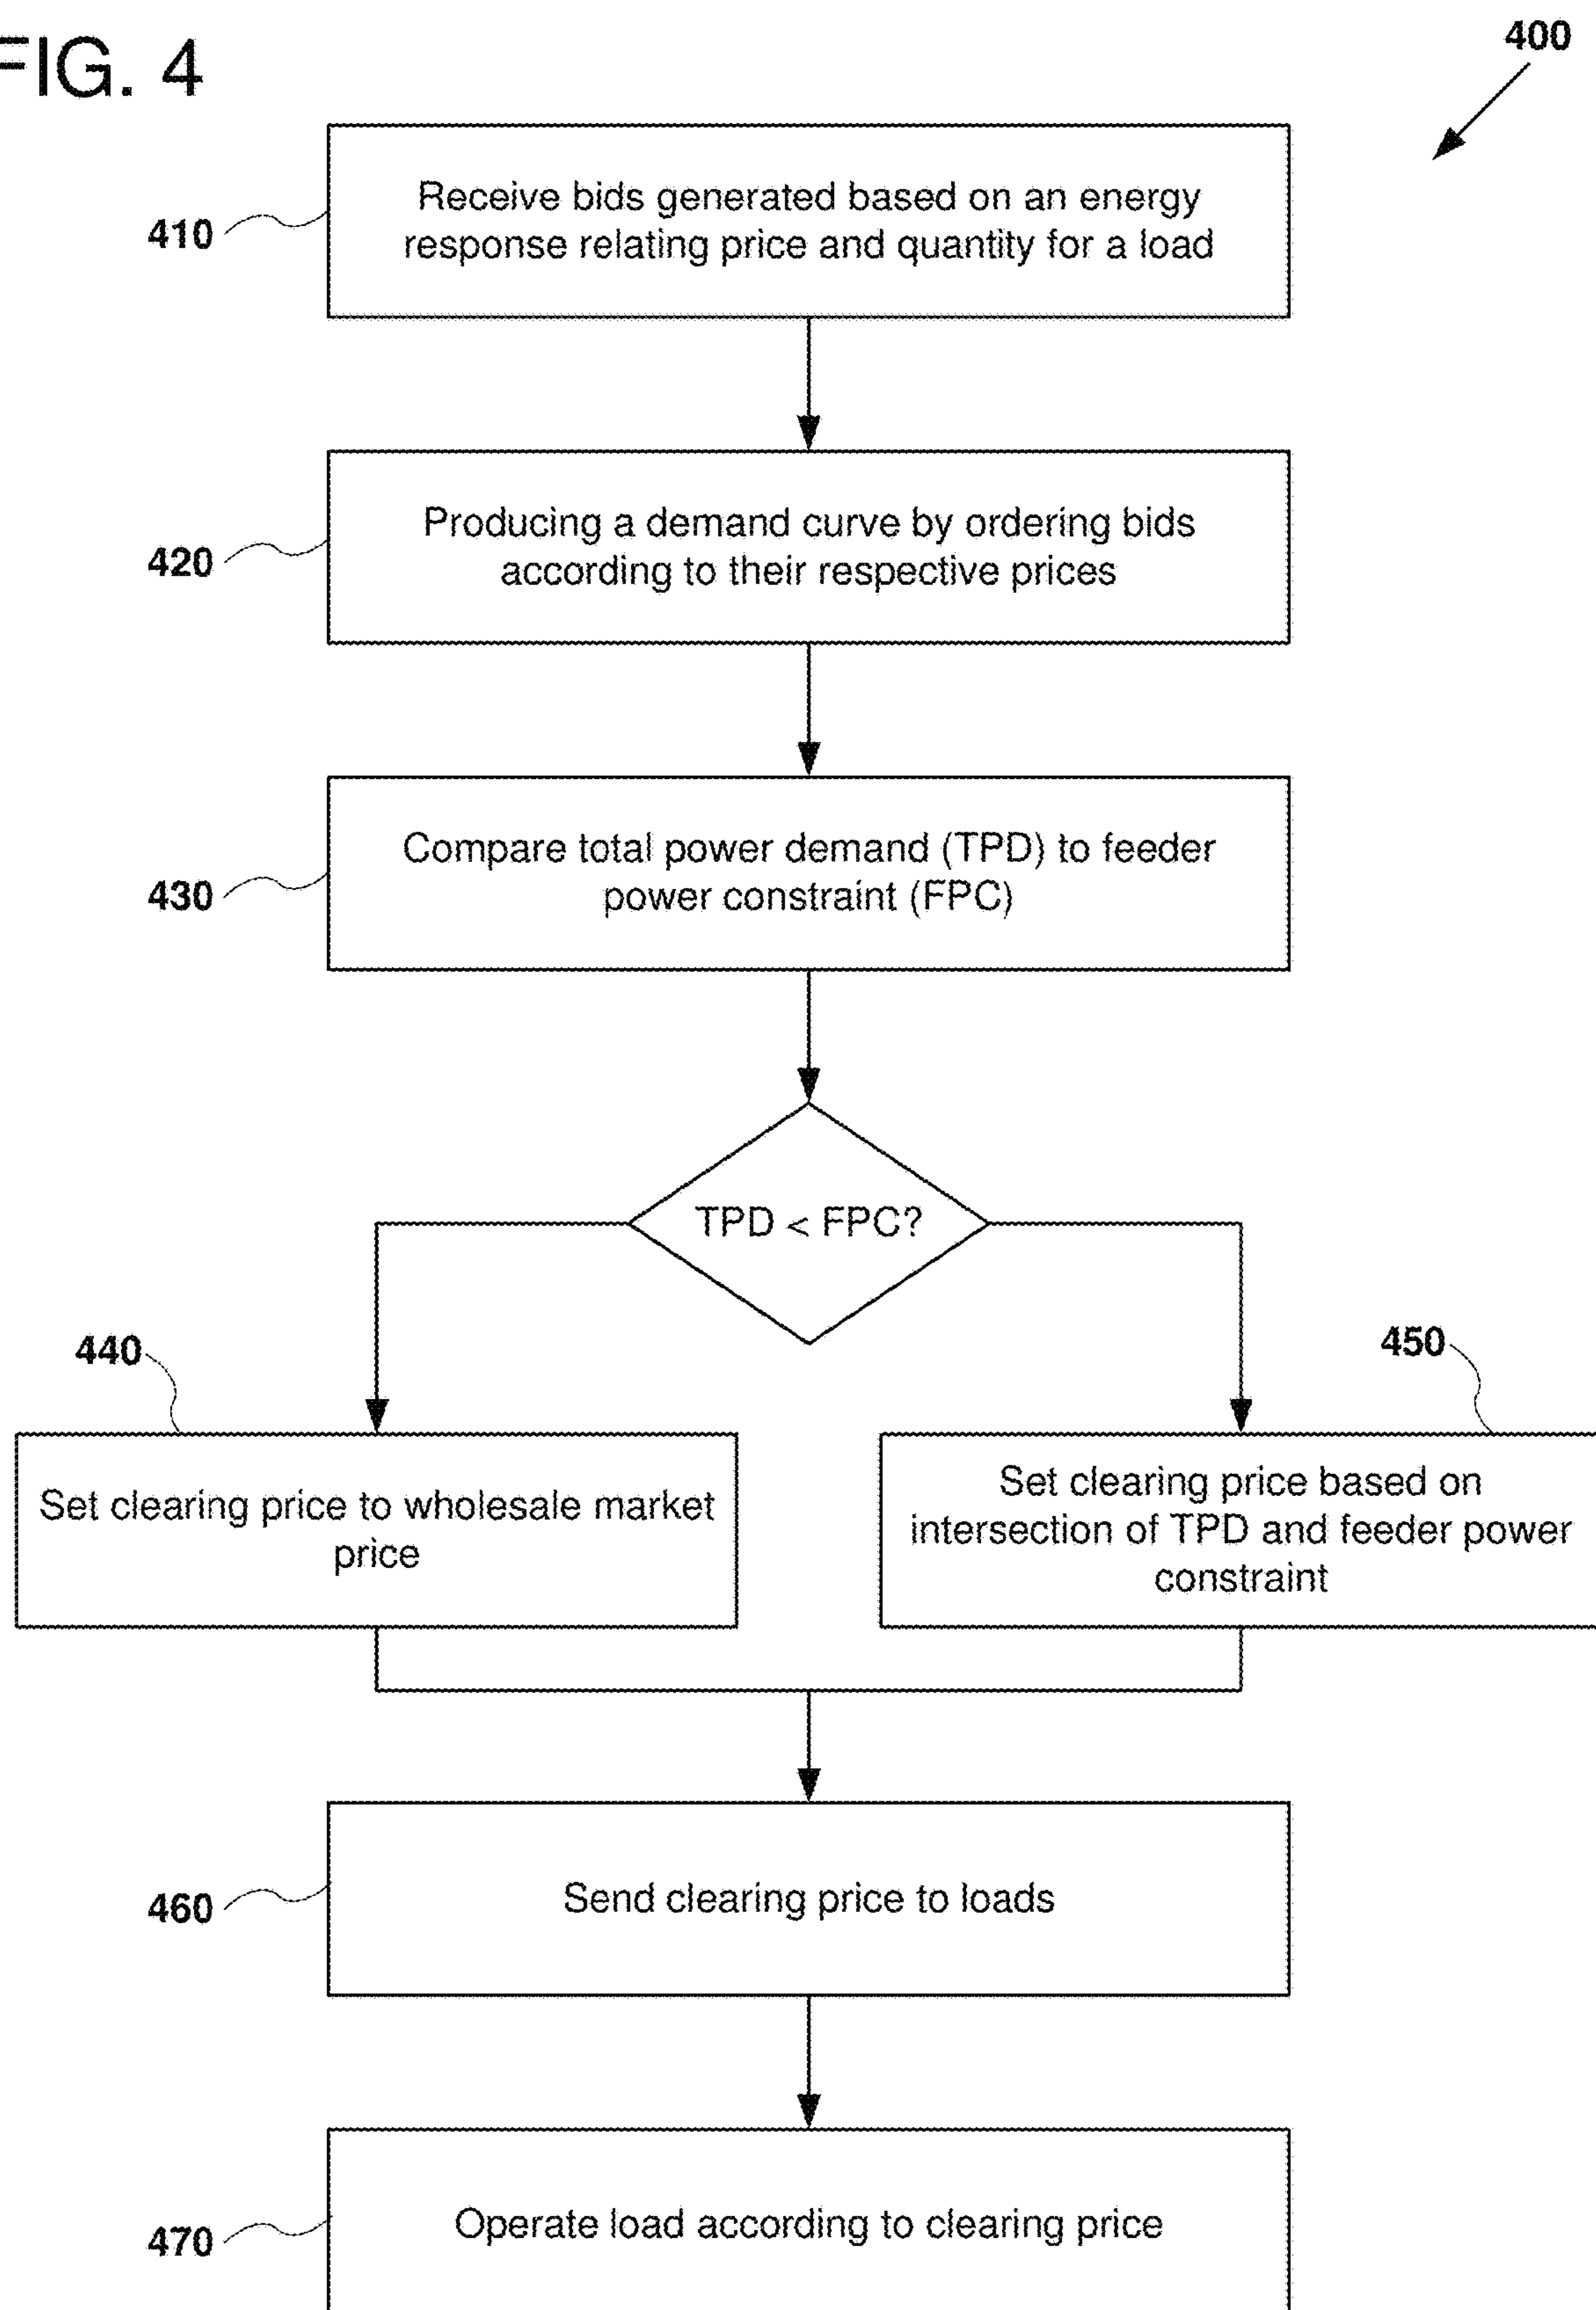 FIG. 4
400
410
Receive bids generated based on an energy
response relating price and quantity for a load
420
Producing a demand curve by ordering bids
according to their respective prices
430
Compare total power demand (TPD) to feeder
power constraint (FPC)
TPD < FPC?
440
Set clearing price to wholesale market
price
450
Set clearing price based on
intersection of TPD and feeder power
constraint
460
Send clearing price to loads
470
Operate load according to clearing price